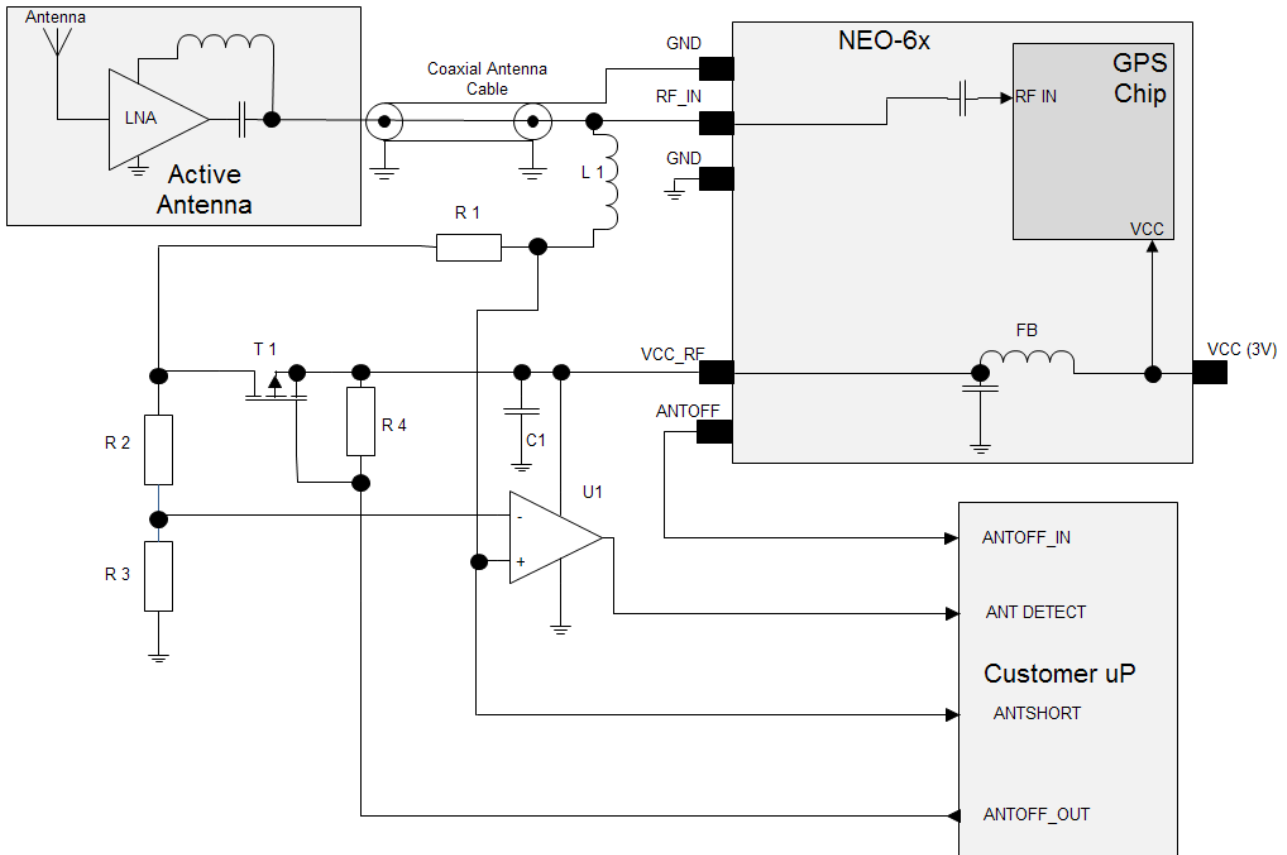 Antenna
LNA
Active
Antenna
Coaxial Antenna
Cable
GND
RF_IN
GND
NEO-6x
GPS
Chip
RF IN
VCC
L 1
R 1
T 1
VCC_RF
FB
VCC (3V)
ANTOFF
R 2
R 4
C1
U1
-
+
R 3
ANTOFF_IN
ANT DETECT
Customer uP
ANTSHORT
ANTOFF_OUT